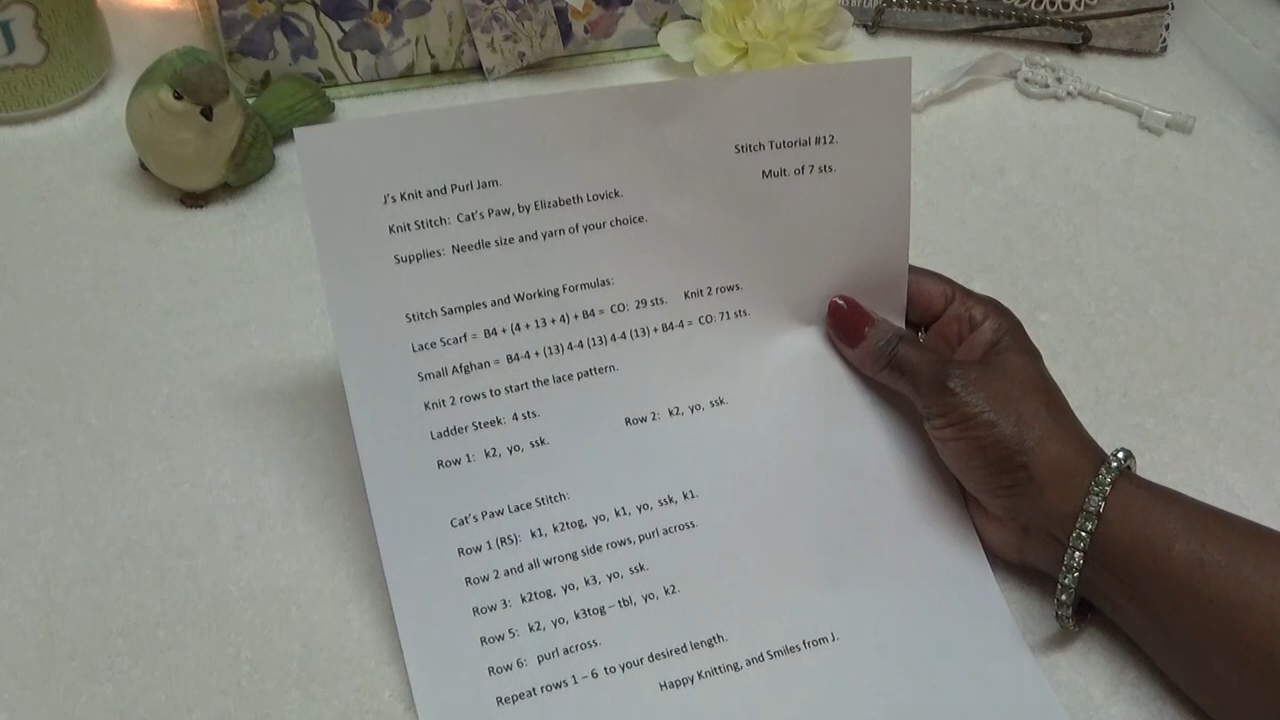 J
NS BY LAR
Stitch Tutorial #12.
Mult. of 7 sts.
J's Knit and Purl Jam.
Knit Stitch: Cat's Paw, by Elizabeth Lovick.
Supplies: Needle size and yarn of your choice.
Stitch Samples and Working Formulas:
Lace Scarf = B4 + (4 + 13 + 4) + B4 = CO: 29 sts. Knit 2 rows.
Small Afghan = B4-4 + (13) 4-4 (13) 4-4 (13) + B4-4 = CO: 71 sts.
Knit 2 rows to start the lace pattern.
Ladder Steek: 4 sts.
Row 1: k2, yo, ssk. Row 2: k2, yo, ssk.
Cat's Paw Lace Stitch:
Row 1 (RS): k1, k2tog, yo, k1, yo, ssk, k1.
Row 2 and all wrong side rows, purl across.
Row 3: k2tog, yo, k3, yo, ssk.
Row 5: k2, yo, k3tog – tbl, yo, k2.
Row 6: purl across.
Repeat rows 1 – 6 to your desired length.
Happy Knitting, and Smiles from J.